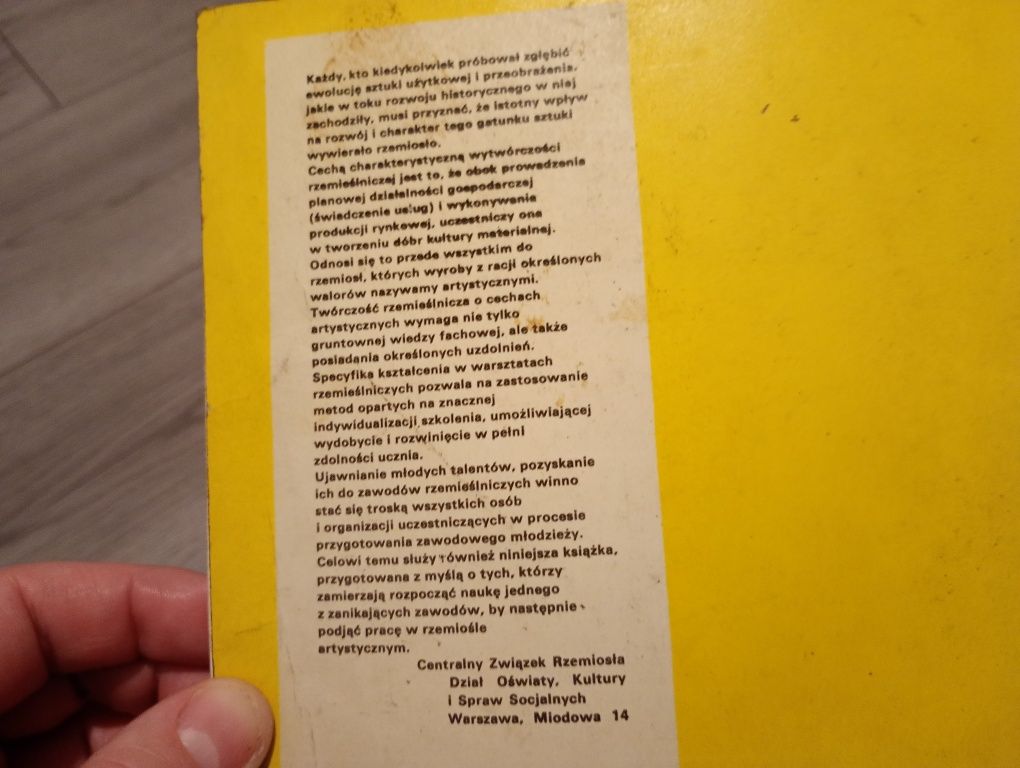 Każdy, kto kiedykolwiek próbował zgłębić
ewolucję sztuki użytkowej i przeobrażenia,
jakie w toku rozwoju historycznego w niej
zachodziły, musi przyznać, że istotny wpływ
na rozwój i charakter tego gatunku sztuki
wywierało rzemiosło.
Cechą charakterystyczną wytwórczości
rzemieślniczej jest to, że obok prowadzenia
planowej działalności gospodarczej
(świadczenie usług) i wykonywania
produkcji rynkowej, uczestniczy ona
w tworzeniu dóbr kultury materialnej.
Odnosi się to przede wszystkim do
rzemiosł, których wyroby z racji określonych
walorów nazywamy artystycznymi.
Twórczość rzemieślnicza o cechach
artystycznych wymaga nie tylko
gruntownej wiedzy fachowej, ale także
posiadania określonych uzdolnień.
Specyfika kształcenia w warsztatach
rzemieślniczych pozwala na zastosowanie
metod opartych na znacznej
indywidualizacji szkolenia, umożliwiającej
wydobycie i rozwinięcie w pełni
zdolności ucznia.
Ujawnianie młodych talentów, pozyskanie
ich do zawodów rzemieślniczych winno
stać się troską wszystkich osób
i organizacji uczestniczących w procesie
przygotowania zawodowego młodzieży.
Celowi temu służy również niniejsza książka,
przygotowana z myślą o tych, którzy
zamierzają rozpocząć naukę jednego
z zanikających zawodów, by następnie
podjąć pracę w rzemiośle
artystycznym.
Centralny Związek Rzemiosła
Dział Oświaty, Kultury
i Spraw Socjalnych
Warszawa, Miodowa 14